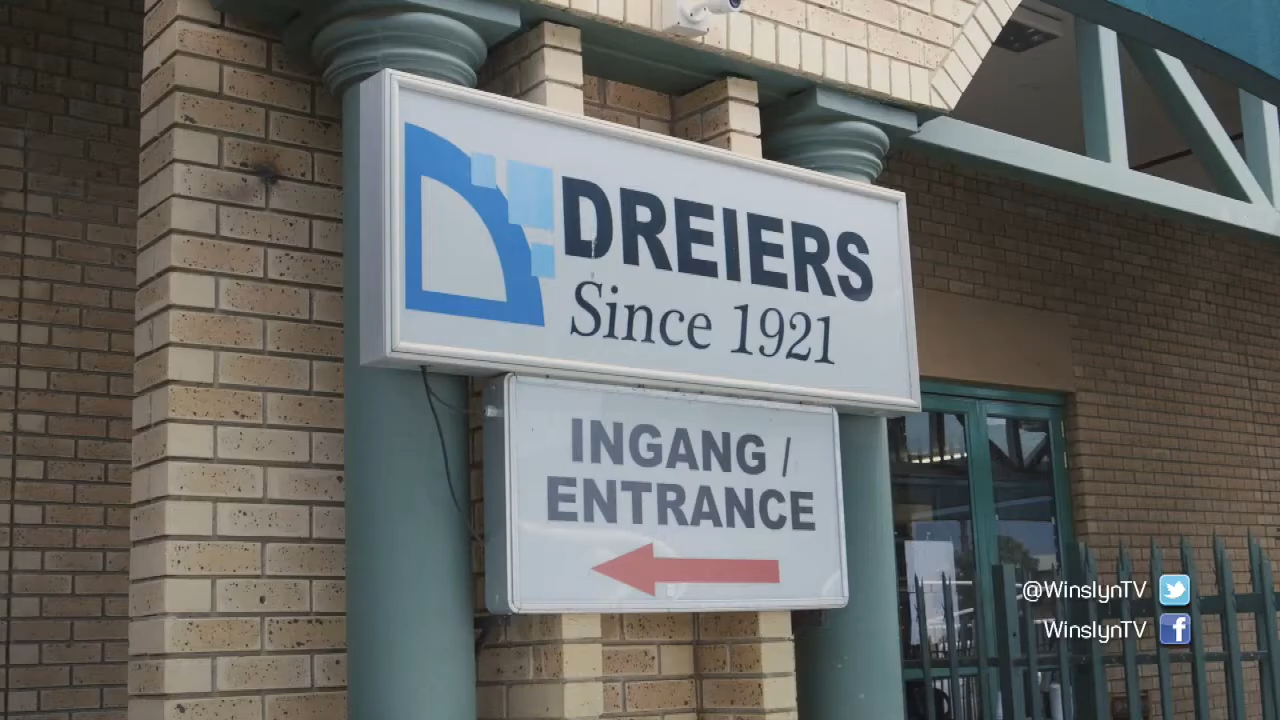 DREIERS
Since 1921
INGANG /
ENTRANCE
@WinslynTV
WinslynTV